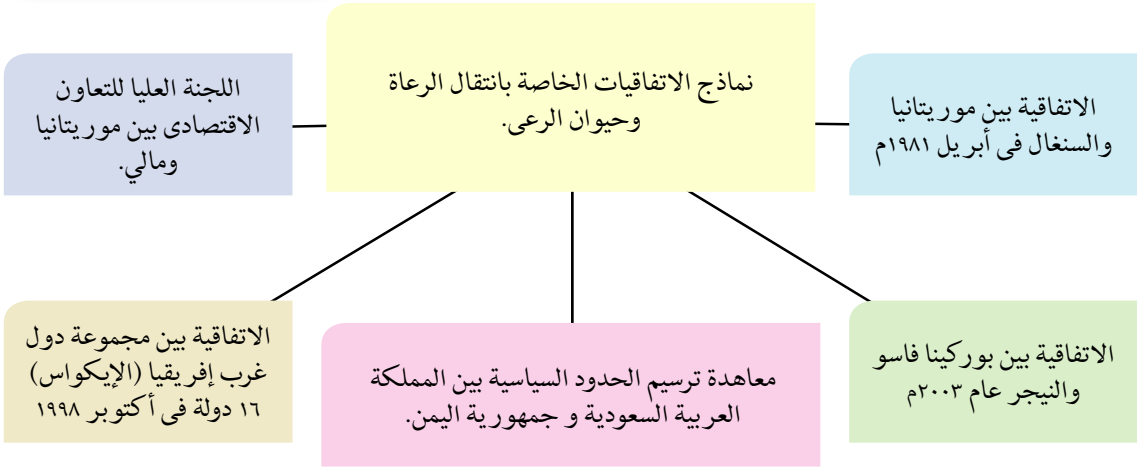 نماذج الاتفاقيات الخاصة بانتقال الرعاة
وحيوان الرعى.
الاتفاقية بين موريتانيا
والسنغال فى أبريل ١٩٨١م
اللجنة العليا للتعاون
الاقتصادى بين موريتانيا
ومالي.
الاتفاقية بين بوركينا فاسو
والنيجر عام ٢٠٠٣م
معاهدة ترسيم الحدود السياسية بين المملكة
العربية السعودية و جمهورية اليمن.
الاتفاقية بين مجموعة دول
غرب إفريقيا (الإيكواس)
١٦ دولة فى أكتوبر ١٩٩٨